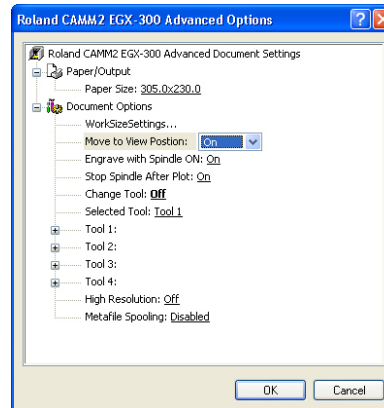 Roland CAMM2 EGX-300 Advanced Options
Roland CAMM2 EGX-300 Advanced Document Settings
Paper/Output
Paper Size: 305.0x230.0
Document Options
WorkSizeSettings...
Move to View Postion: On
Engrave with Spindle ON: On
Stop Spindle After Plot: On
Change Tool: Off
Selected Tool: Tool 1
Tool 1:
Tool 2:
Tool 3:
Tool 4:
High Resolution: Off
Metafile Spooling: Disabled
OK Cancel